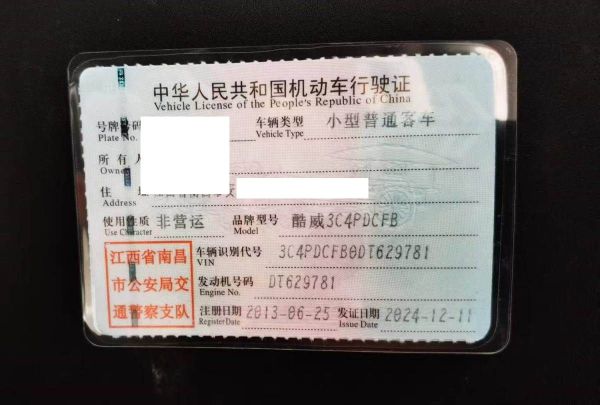 中华人民共和国机动车行驶证
Vehicle License of the People's Republic of China
号牌号码 车辆类型 小型普通客车
Plate No. Vehicle Type
所有人
Owner
住
Address
使用性质 非营运 品牌型号 酷威3C4PDCFB
Use Character Model
江西省南昌
市公安局交
通警察支队
车辆识别代号 3C4PDCFB0DT629781
VIN
发动机号码 DT629781
Engine No.
注册日期 2013-06-25 发证日期 2024-12-11
Register Date Issue Date